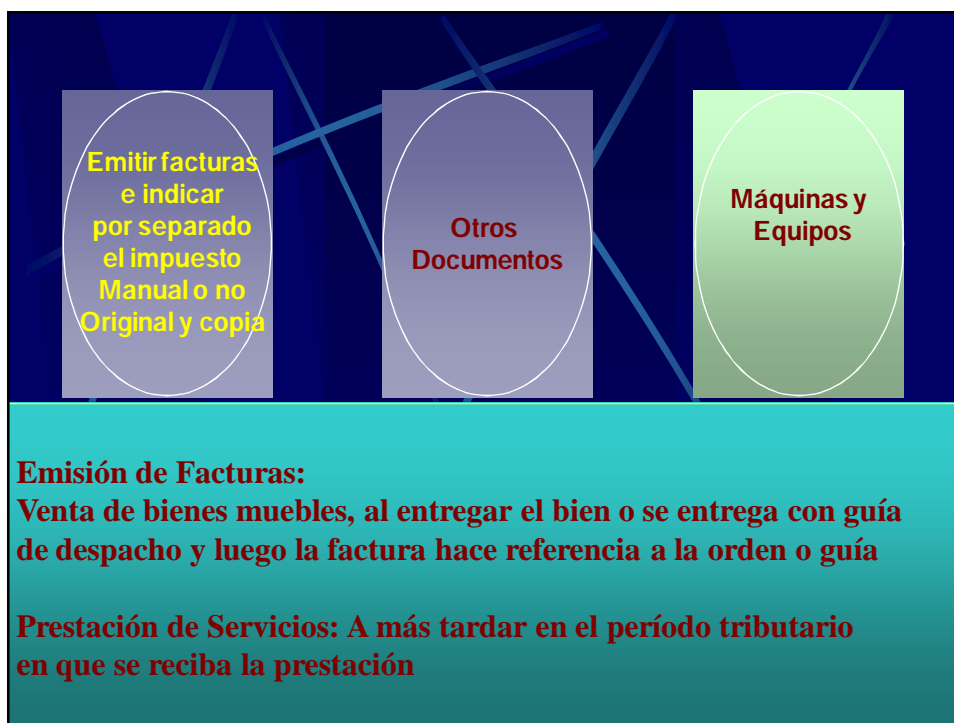 Emitir facturas
e indicar
por separado
el impuesto
Manual o no
Original y copia
Otros
Documentos
Máquinas y
Equipos
Emisión de Facturas:
Venta de bienes muebles, al entregar el bien o se entrega con guía
de despacho y luego la factura hace referencia a la orden o guía
Prestación de Servicios: A más tardar en el período tributario
en que se reciba la prestación